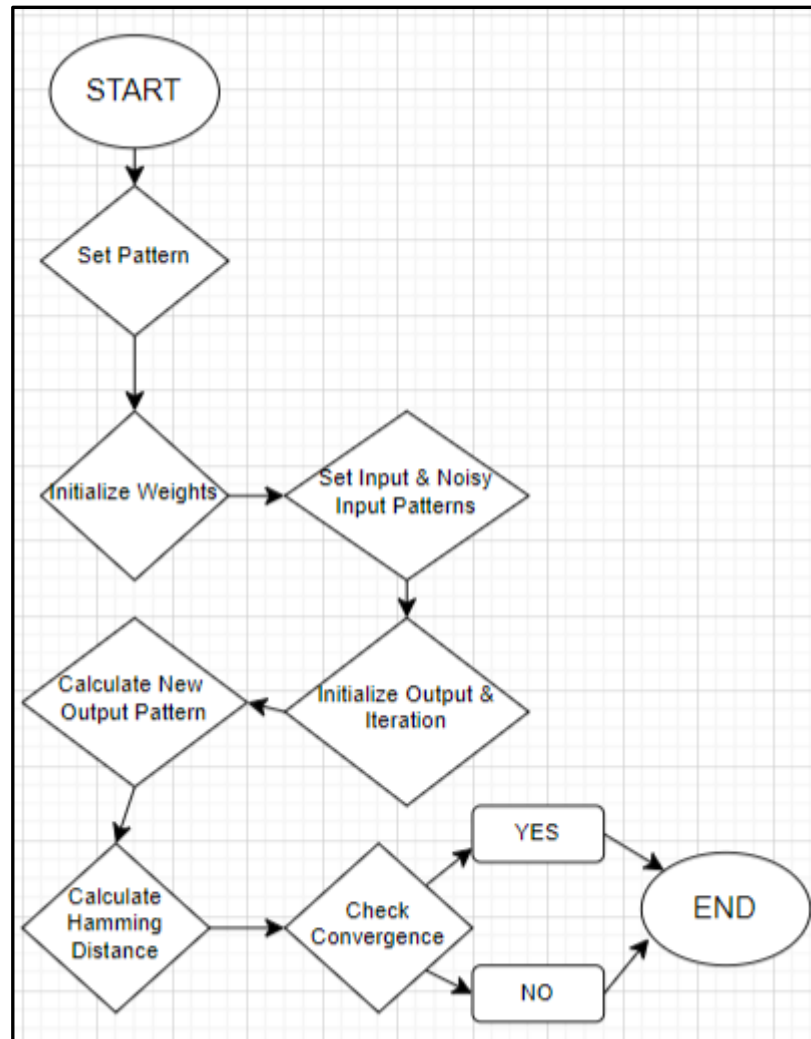 START
Set Pattern
Initialize Weights
Set Input & Noisy
Input Patterns
Initialize Output &
Iteration
Calculate New
Output Pattern
Calculate
Hamming
Distance
Check
Convergence
YES
NO
END